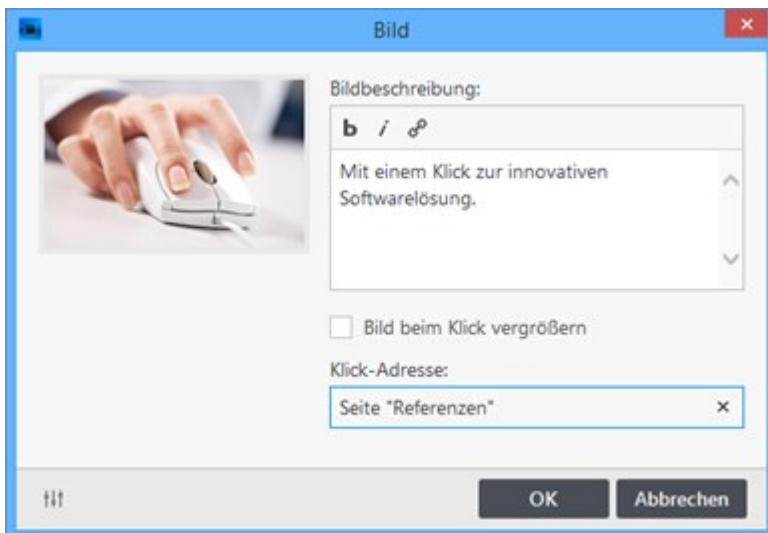 Bild
Bildbeschreibung:
b i
Mit einem Klick zur innovativen
Softwarelösung.
Bild beim Klick vergrößern
Klick-Adresse:
Seite "Referenzen"
OK Abbrechen